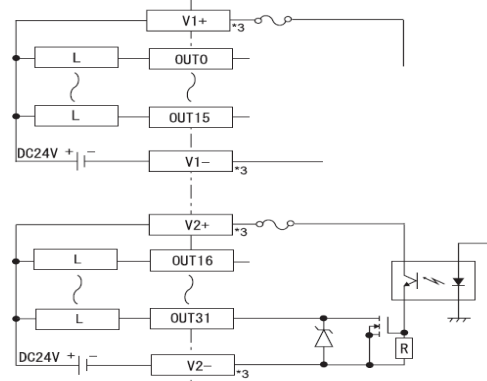 V1+
*3
L
OUT0
L
OUT15
DC24V + −
V1−
*3
V2+
*3
L
OUT16
L
OUT31
R
DC24V + −
V2−
*3